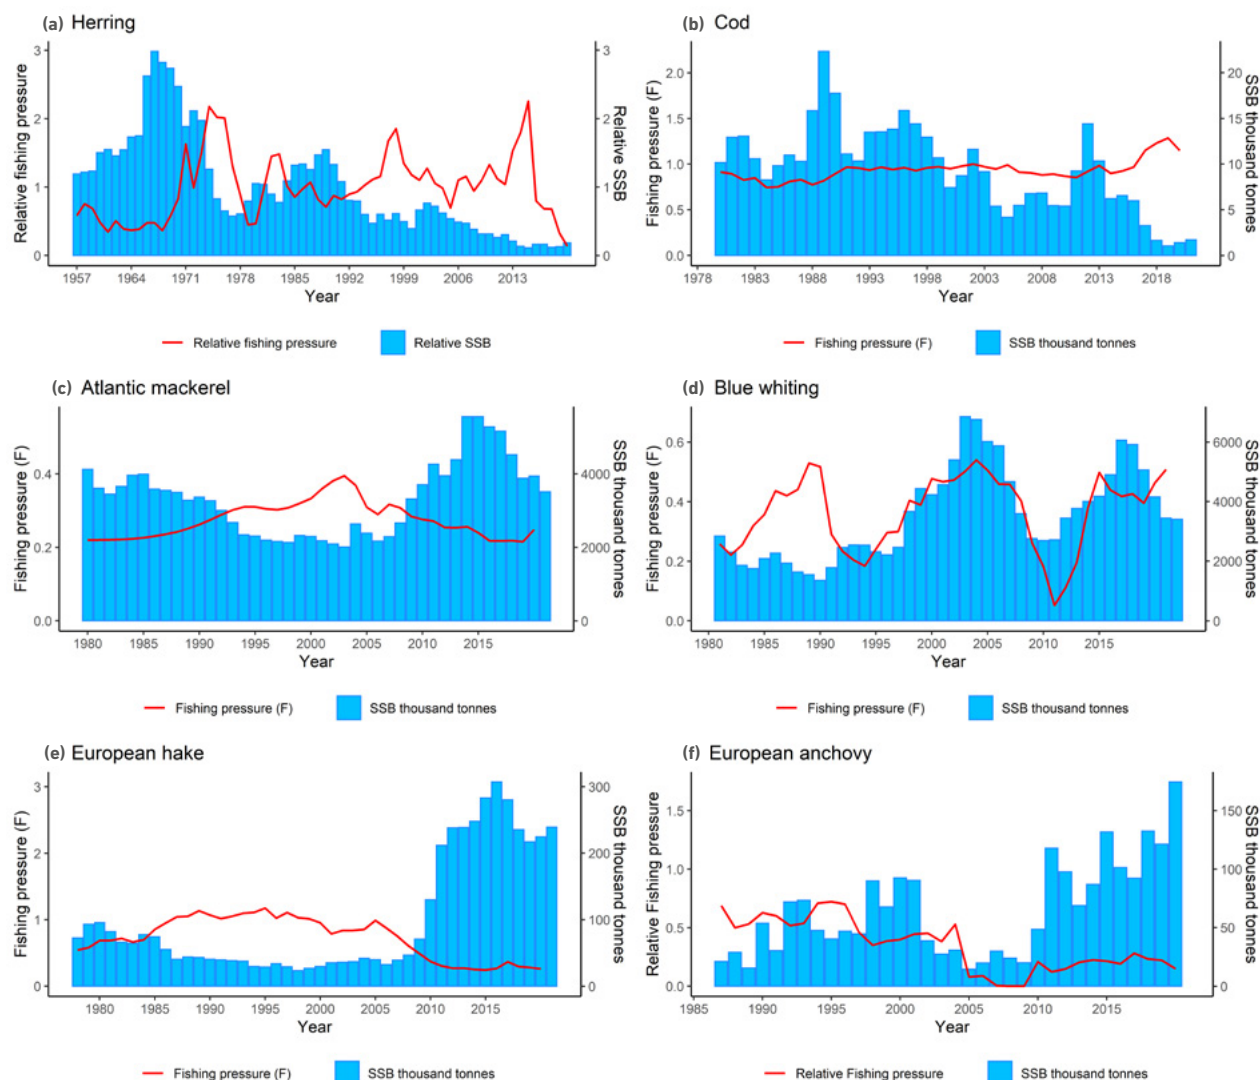 (a) Herring
3
2
1
0
Relative fishing pressure
3
2
1
0
Relative SSB
1957 1964 1971 1978 1985 1992 1999 2006 2013
Year
Relative fishing pressure Relative SSB
(b) Cod
2.0
1.5
1.0
0.5
0.0
Fishing pressure (F)
20
15
10
5
0
SSB thousand tonnes
1978 1983 1988 1993 1998 2003 2008 2013 2018
Year
Fishing pressure (F) SSB thousand tonnes
(c) Atlantic mackerel
0.4
0.2
0.0
Fishing pressure (F)
4000
2000
0
SSB thousand tonnes
1980 1985 1990 1995 2000 2005 2010 2015
Year
Fishing pressure (F) SSB thousand tonnes
(d) Blue whiting
0.6
0.4
0.2
0.0
Fishing pressure (F)
6000
4000
2000
0
SSB thousand tonnes
1980 1985 1990 1995 2000 2005 2010 2015
Year
Fishing pressure (F) SSB thousand tonnes
(e) European hake
3
2
1
0
Fishing pressure (F)
300
200
100
0
SSB thousand tonnes
1980 1985 1990 1995 2000 2005 2010 2015
Year
Fishing pressure (F) SSB thousand tonnes
(f) European anchovy
1.5
1.0
0.5
0.0
Relative Fishing pressure
150
100
50
0
SSB thousand tonnes
1985 1990 1995 2000 2005 2010 2015
Year
Relative Fishing pressure SSB thousand tonnes